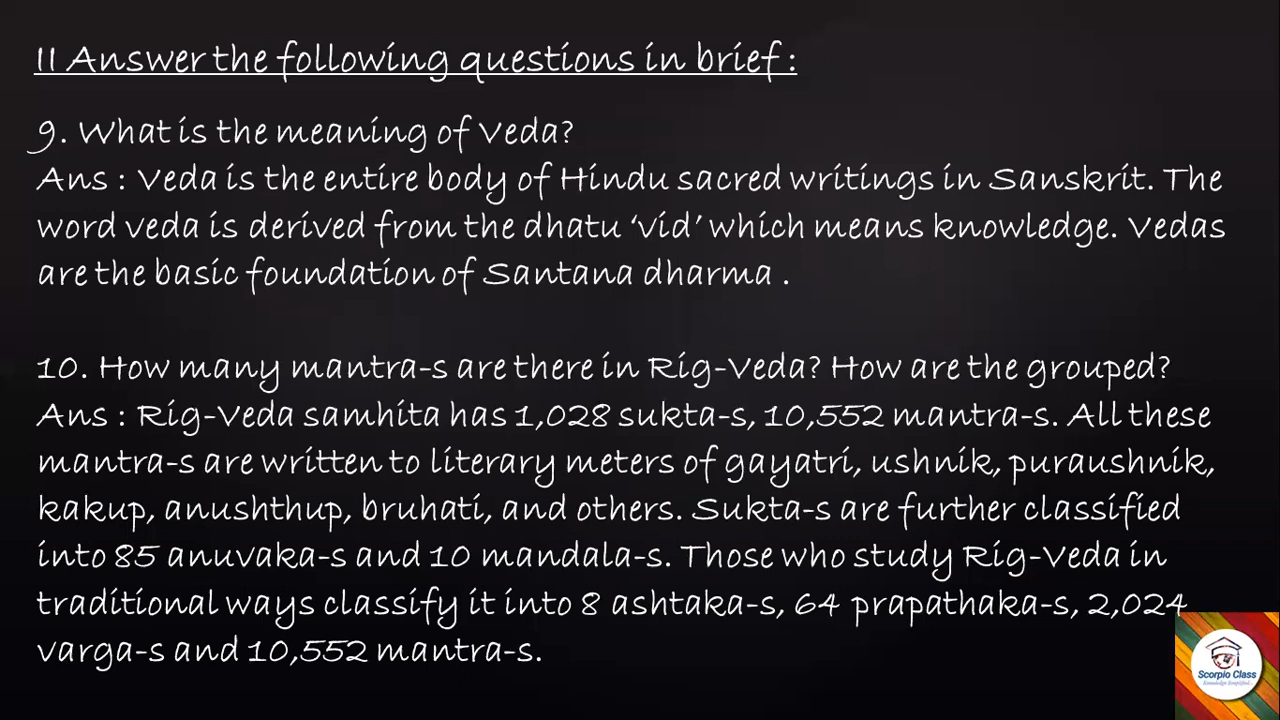 II Answer the following questions in brief :
9. What is the meaning of Veda?
Ans : Veda is the entire body of Hindu sacred writings in Sanskrit. The
word veda is derived from the dhatu ‘vid’ which means knowledge. Vedas
are the basic foundation of Santana dharma .
10. How many mantra-s are there in Rig-Veda? How are the grouped?
Ans : Rig-Veda samhita has 1,028 sukta-s, 10,552 mantra-s. All these
mantra-s are written to literary meters of gayatri, ushnik, puraushnik,
kakup, anushthup, bruhati, and others. Sukta-s are further classified
into 85 anuvaka-s and 10 mandala-s. Those who study Rig-Veda in
traditional ways classify it into 8 ashtaka-s, 64 prapathaka-s, 2,024
varga-s and 10,552 mantra-s.
Scorpio Class
Knowledge Simplified...